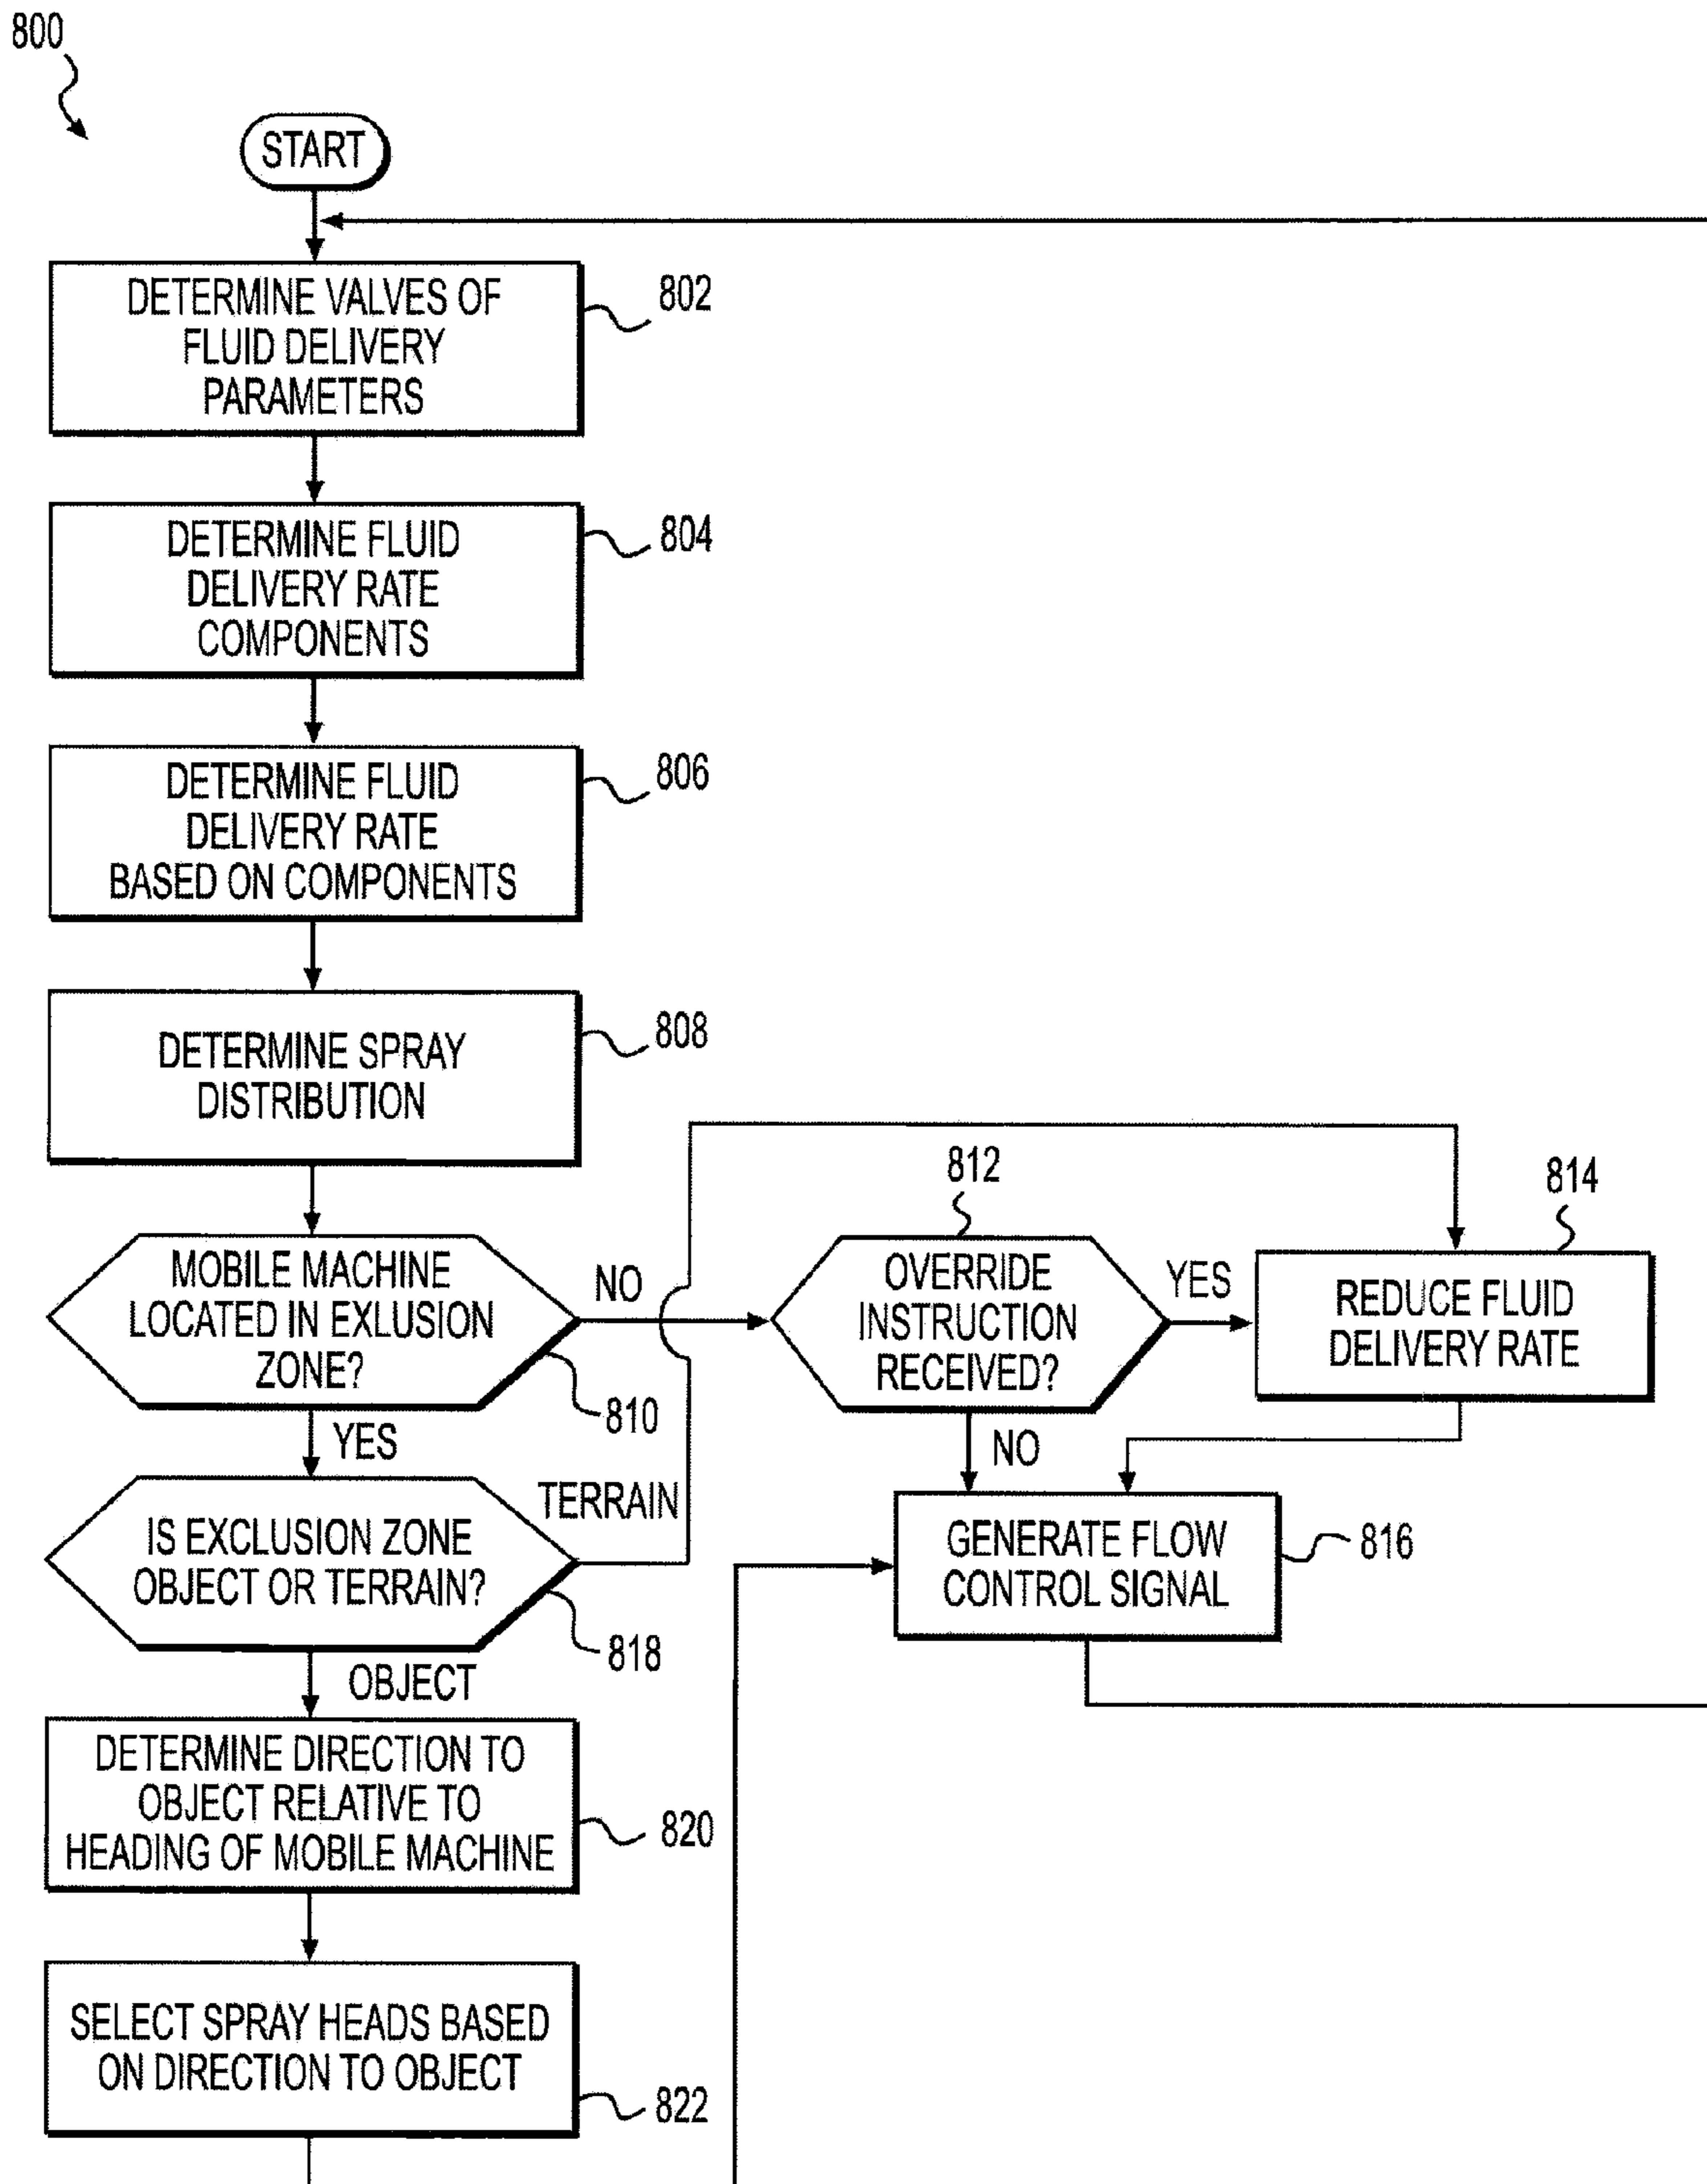 800
START
DETERMINE VALVES OF
FLUID DELIVERY
PARAMETERS
802
DETERMINE FLUID
DELIVERY RATE
COMPONENTS
804
DETERMINE FLUID
DELIVERY RATE
BASED ON COMPONENTS
806
DETERMINE SPRAY
DISTRIBUTION
808
MOBILE MACHINE
LOCATED IN EXLUSION
ZONE?
810
NO
YES
812
OVERRIDE
INSTRUCTION
RECEIVED?
YES
NO
814
REDUCE FLUID
DELIVERY RATE
GENERATE FLOW
CONTROL SIGNAL
816
IS EXCLUSION ZONE
OBJECT OR TERRAIN?
818
TERRAIN
OBJECT
DETERMINE DIRECTION TO
OBJECT RELATIVE TO
HEADING OF MOBILE MACHINE
820
SELECT SPRAY HEADS BASED
ON DIRECTION TO OBJECT
822